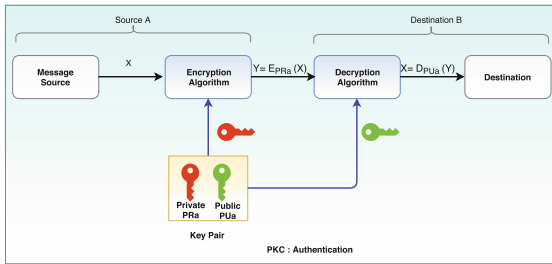 Source A
Destination B
Message
Source
X
Encryption
Algorithm
Y= EPRa (X)
Decryption
Algorithm
X= DPUa (Y)
Destination
Private
PRa
Public
PUa
Key Pair
PKC : Authentication